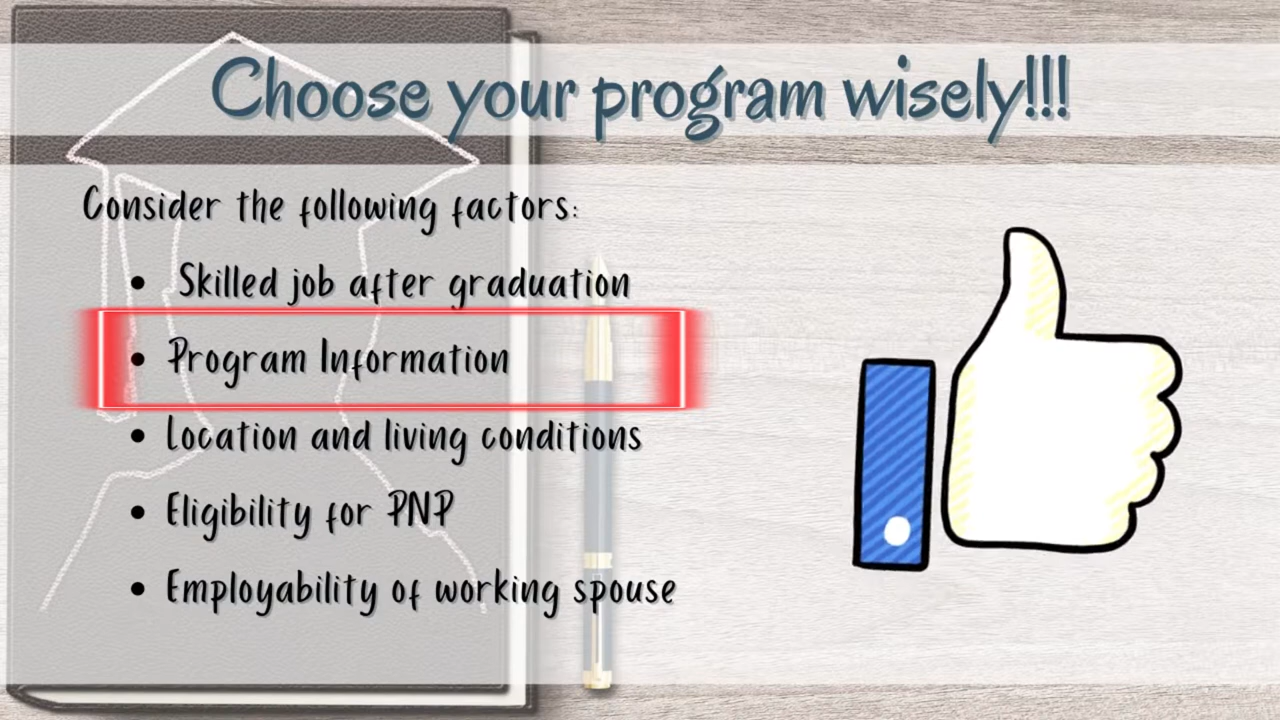 Choose your program wisely!!!
Consider the following factors:
• Skilled job after graduation
• Program Information
• Location and living conditions
• Eligibility for PNP
• Employability of working spouse